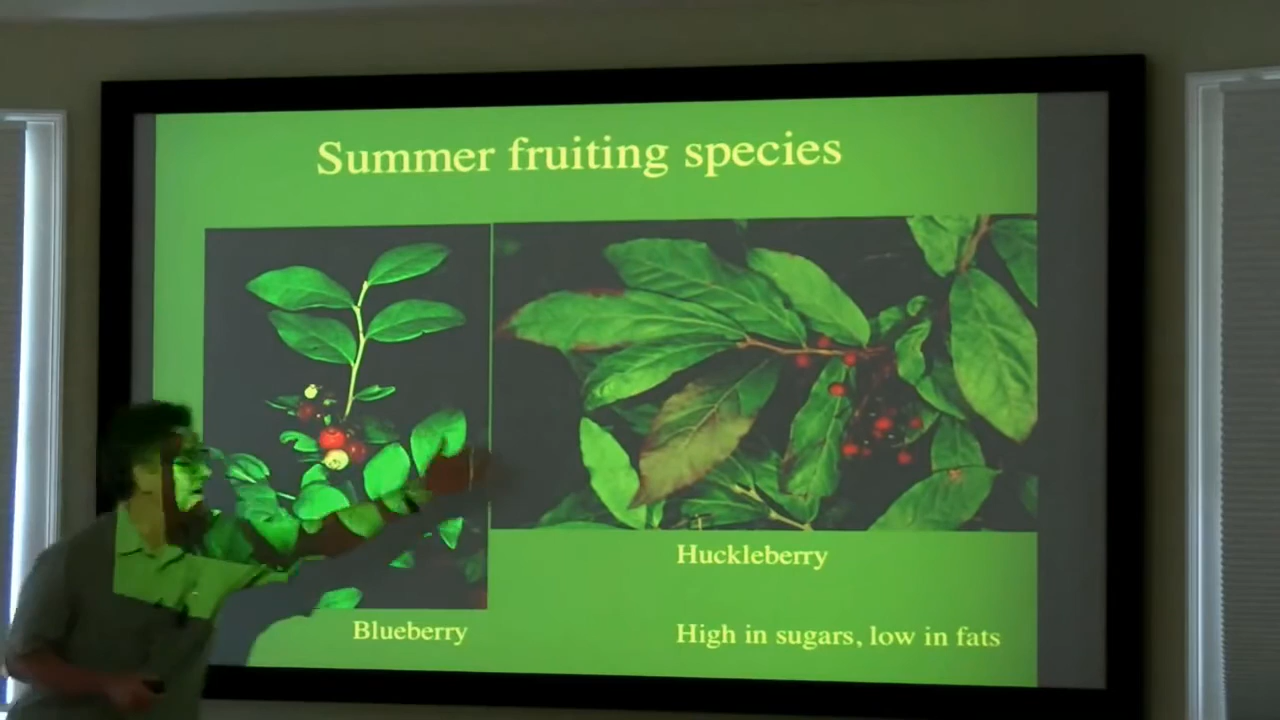 Summer fruiting species
Huckleberry
Blueberry
High in sugars, low in fats